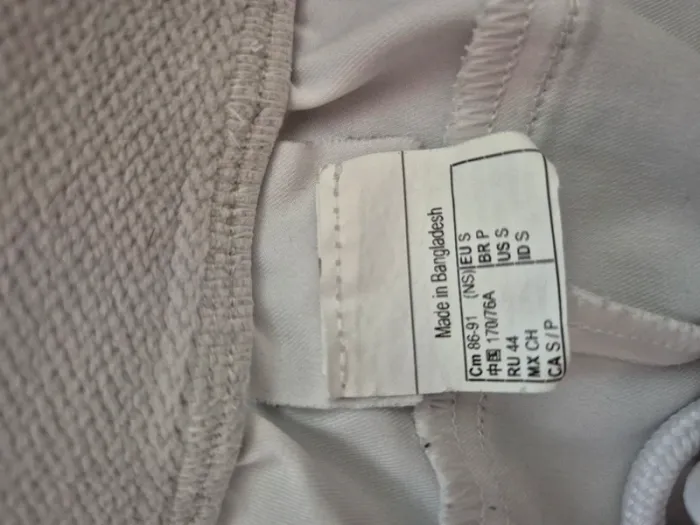 Made in Bangladesh
Cm 86-91 (NS) EU S
中国 170/76A BR P
RU 44 US S
MX CH ID S
CA S / P